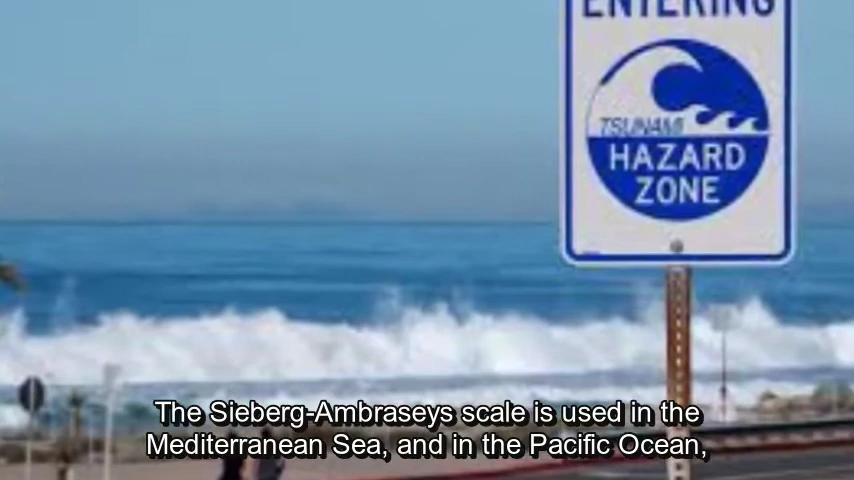 ENTERING
TSUNAMI
HAZARD
ZONE
The Sieberg-Ambraseys scale is used in the
Mediterranean Sea, and in the Pacific Ocean,